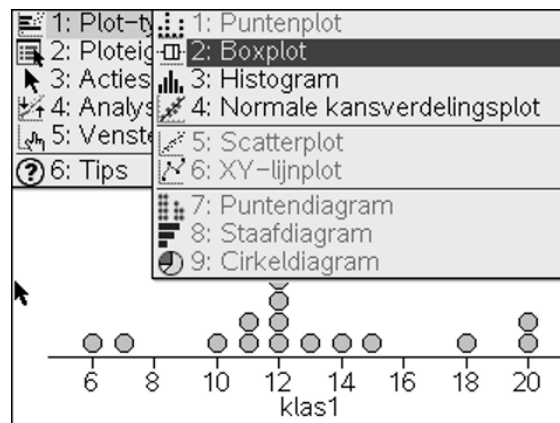 1: Plot-ty
2: Ploteig
3: Acties
4: Analys
5: Venste
6: Tips
1: Puntenplot
2: Boxplot
3: Histogram
4: Normale kansverdelingsplot
5: Scatterplot
6: XY-lijnplot
7: Puntendiagram
8: Staafdiagram
9: Cirkeldiagram
6 8 10 12 14 16 18 20
klas1